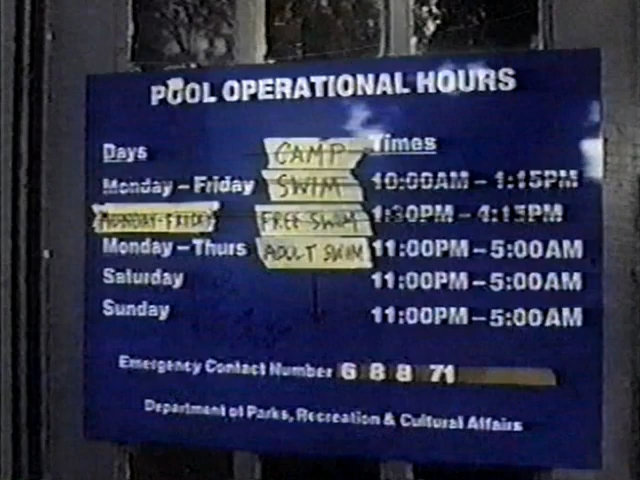 POOL OPERATIONAL HOURS
Days CAMP Times
Monday - Friday SWIM 10:00AM - 1:15PM
MONDAY-FRIDAY FREE SWIM 1:30PM - 4:15PM
Monday - Thurs ADULT SWIM 11:00PM - 5:00AM
Saturday 11:00PM - 5:00AM
Sunday 11:00PM - 5:00AM
Emergency Contact Number 6 8 8 71
Department of Parks, Recreation & Cultural Affairs